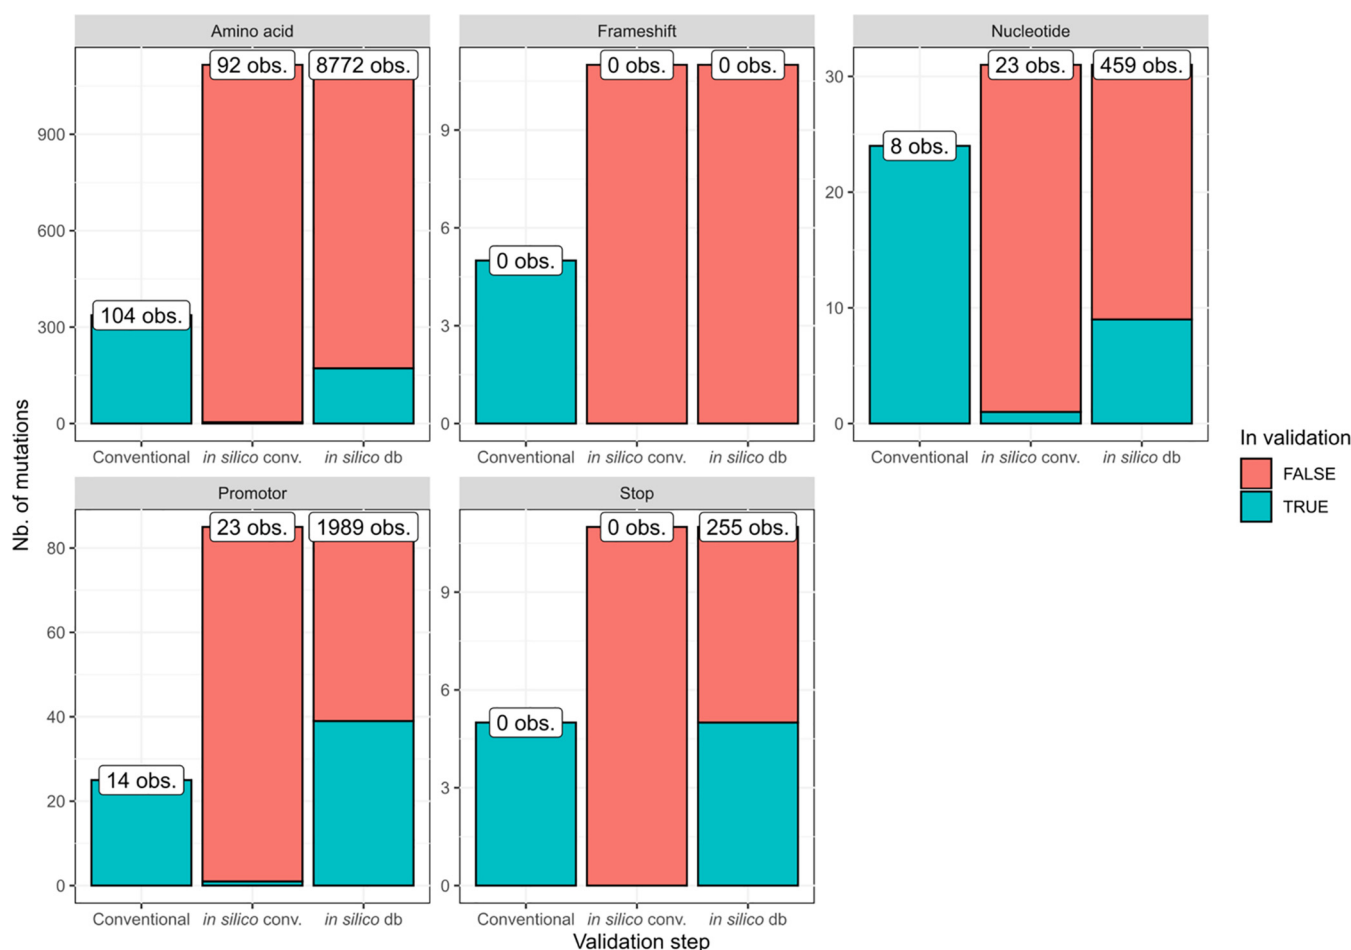 Amino acid
Frameshift
Nucleotide
92 obs.
8772 obs.
0 obs.
0 obs.
23 obs.
459 obs.
104 obs.
0 obs.
8 obs.
900
600
300
0
9
6
3
0
30
20
10
0
Conventional
in silico conv.
in silico db
Conventional
in silico conv.
in silico db
Conventional
in silico conv.
in silico db
Promotor
Stop
23 obs.
1989 obs.
0 obs.
255 obs.
14 obs.
0 obs.
80
60
40
20
0
9
6
3
0
Conventional
in silico conv.
in silico db
Conventional
in silico conv.
in silico db
Nb. of mutations
Validation step
In validation
FALSE
TRUE